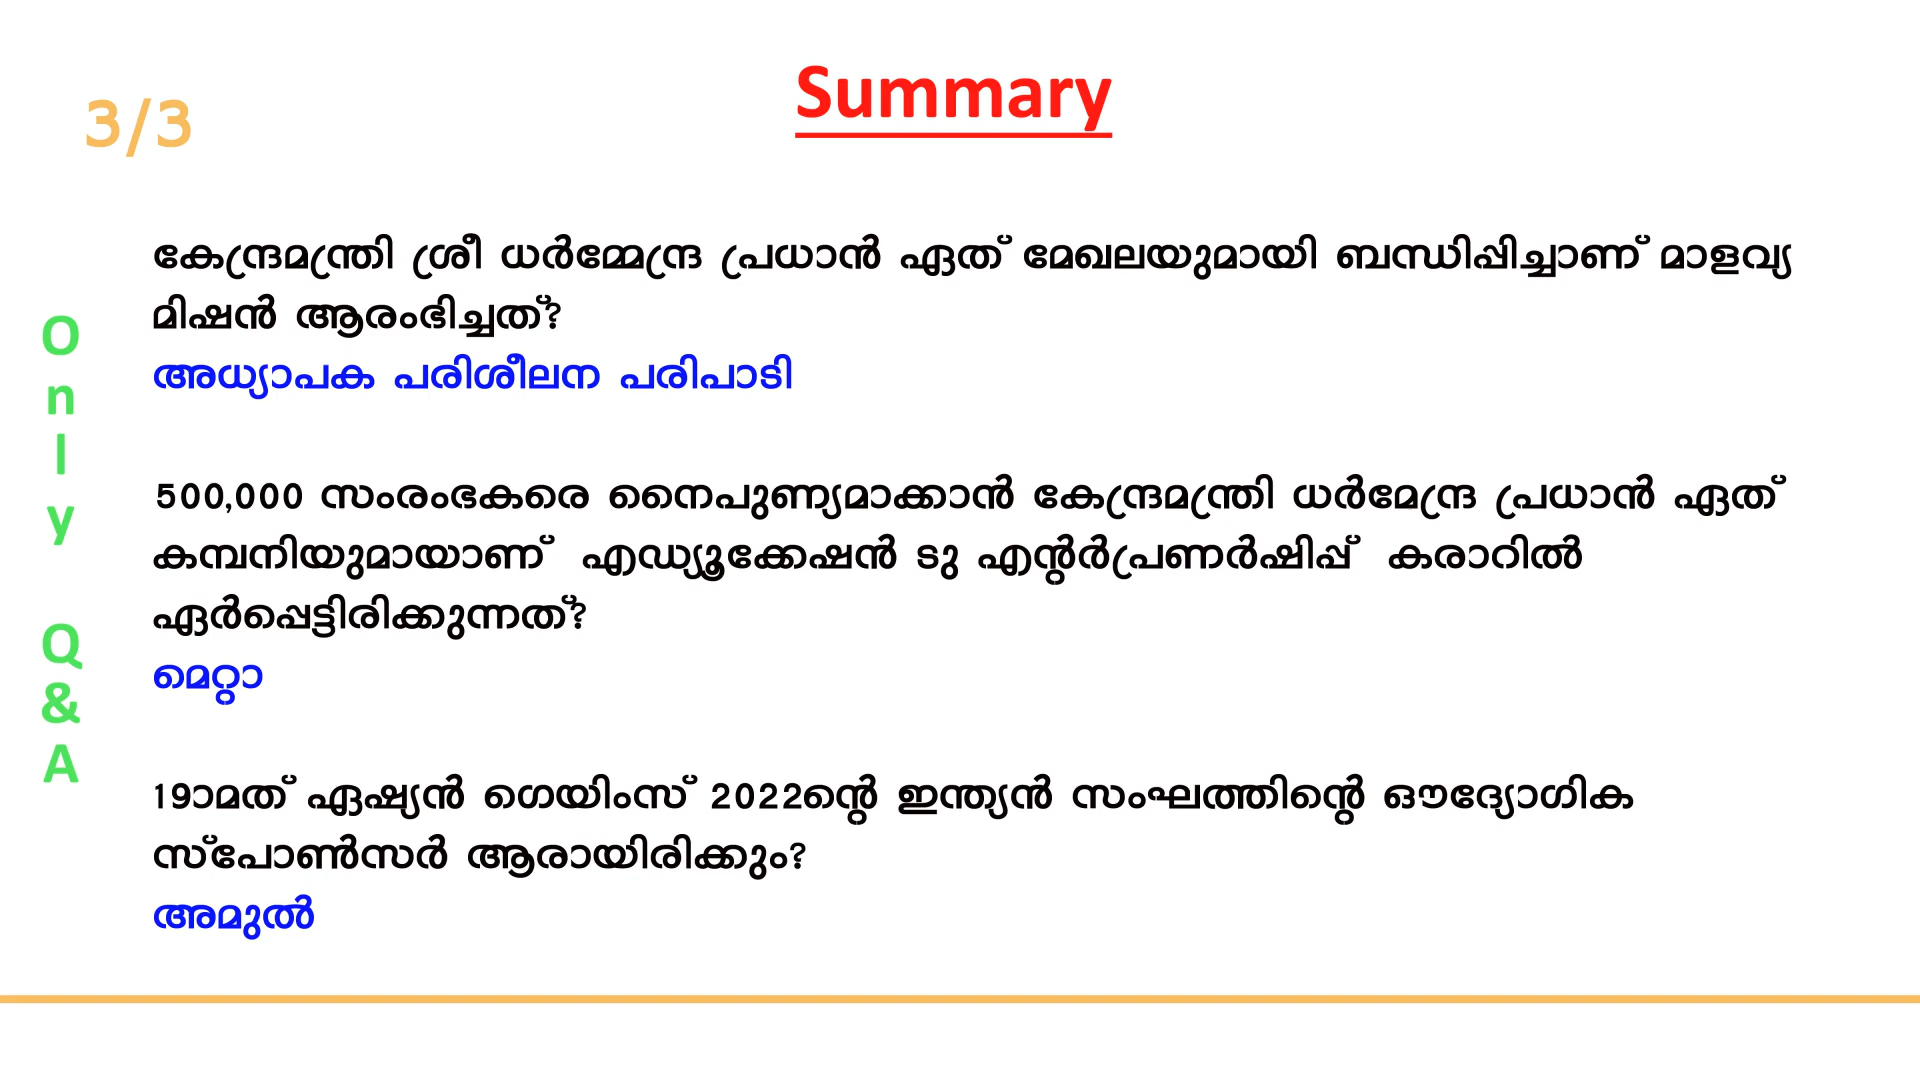 Summary
3/3
കേന്ദ്രമന്ത്രി ശ്രീ ധർമ്മേന്ദ്ര പ്രധാൻ ഏത് മേഖലയുമായി ബന്ധിപ്പിച്ചാണ് മാളവ്യ
മിഷൻ ആരംഭിച്ചത്?
അധ്യാപക പരിശീലന പരിപാടി
500,000 സംരംഭകരെ നൈപുണ്യമാക്കാൻ കേന്ദ്രമന്ത്രി ധർമേന്ദ്ര പ്രധാൻ ഏത്
കമ്പനിയുമായാണ് എഡ്യൂക്കേഷൻ ടു എന്റർപ്രണർഷിപ്പ് കരാറിൽ
ഏർപ്പെട്ടിരിക്കുന്നത്?
മെറ്റാ
19ാമത് ഏഷ്യൻ ഗെയിംസ് 2022ന്റെ ഇന്ത്യൻ സംഘത്തിന്റെ ഔദ്യോഗിക
സ്പോൺസർ ആരായിരിക്കും?
അമുൽ
Only Q&A